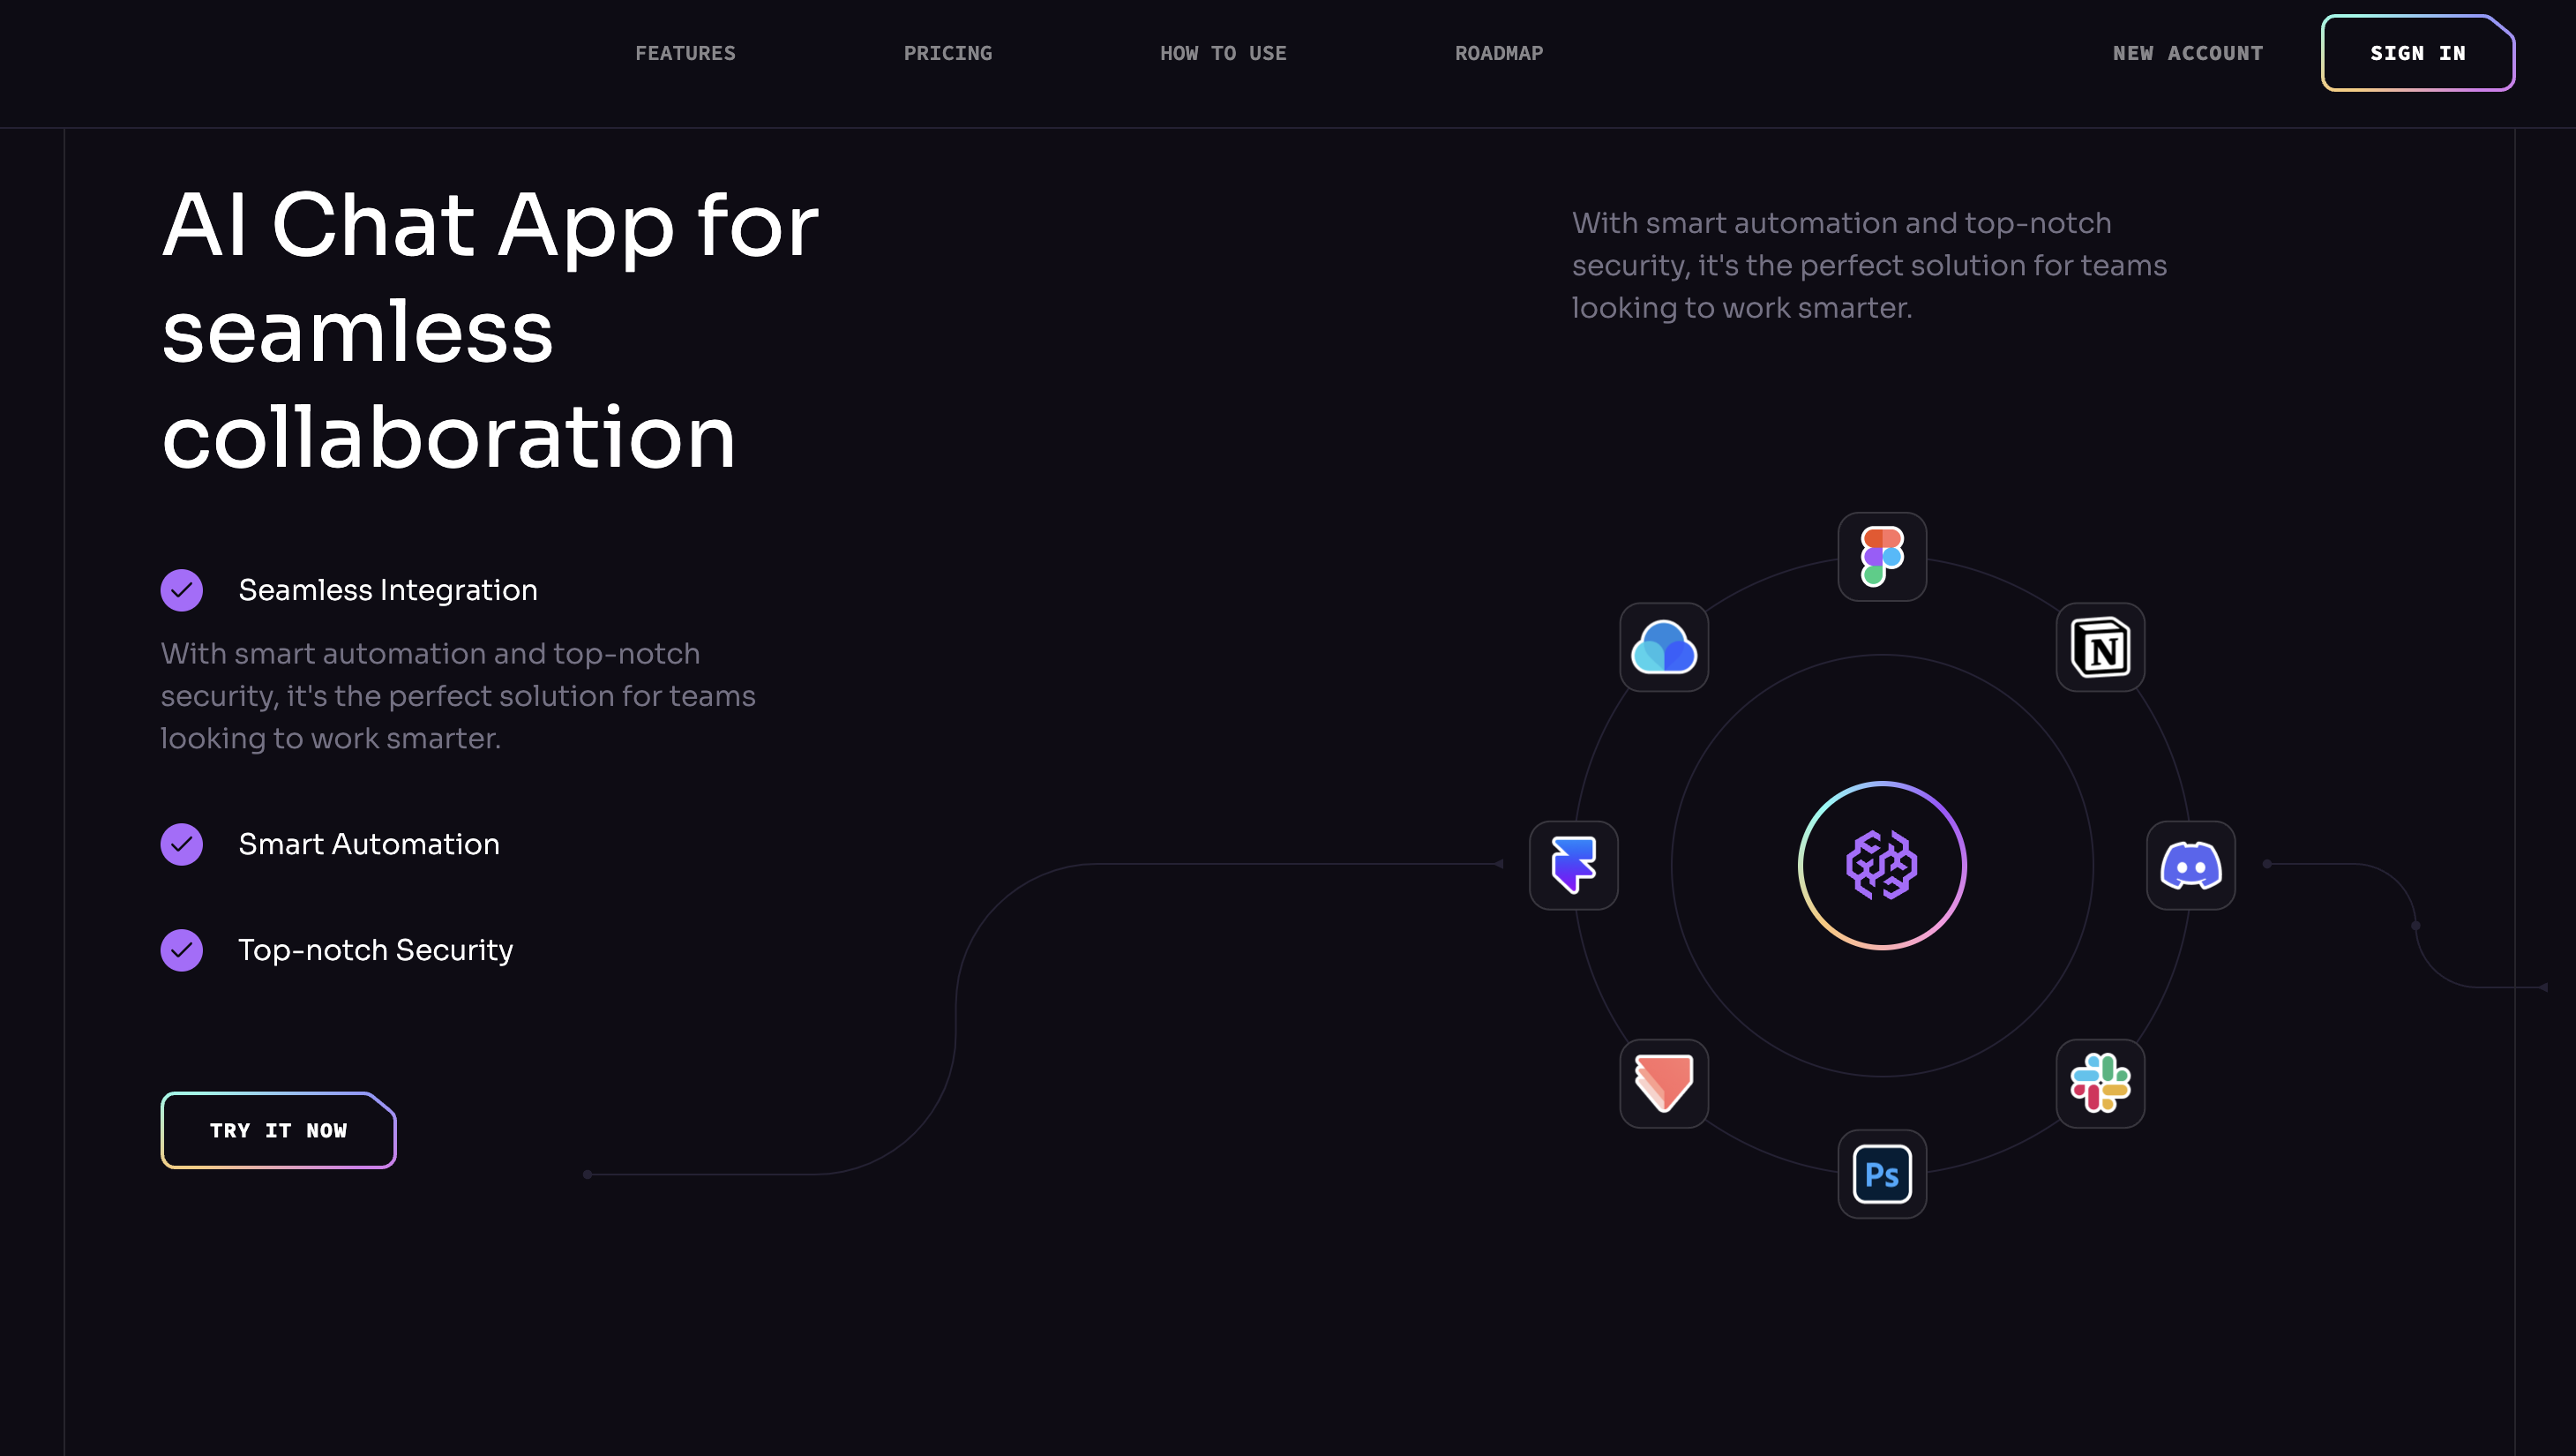 FEATURES
PRICING
HOW TO USE
ROADMAP
NEW ACCOUNT
SIGN IN
AI Chat App for
seamless
collaboration
With smart automation and top-notch
security, it's the perfect solution for teams
looking to work smarter.
Seamless Integration
With smart automation and top-notch
security, it's the perfect solution for teams
looking to work smarter.
Smart Automation
Top-notch Security
TRY IT NOW
N
Ps